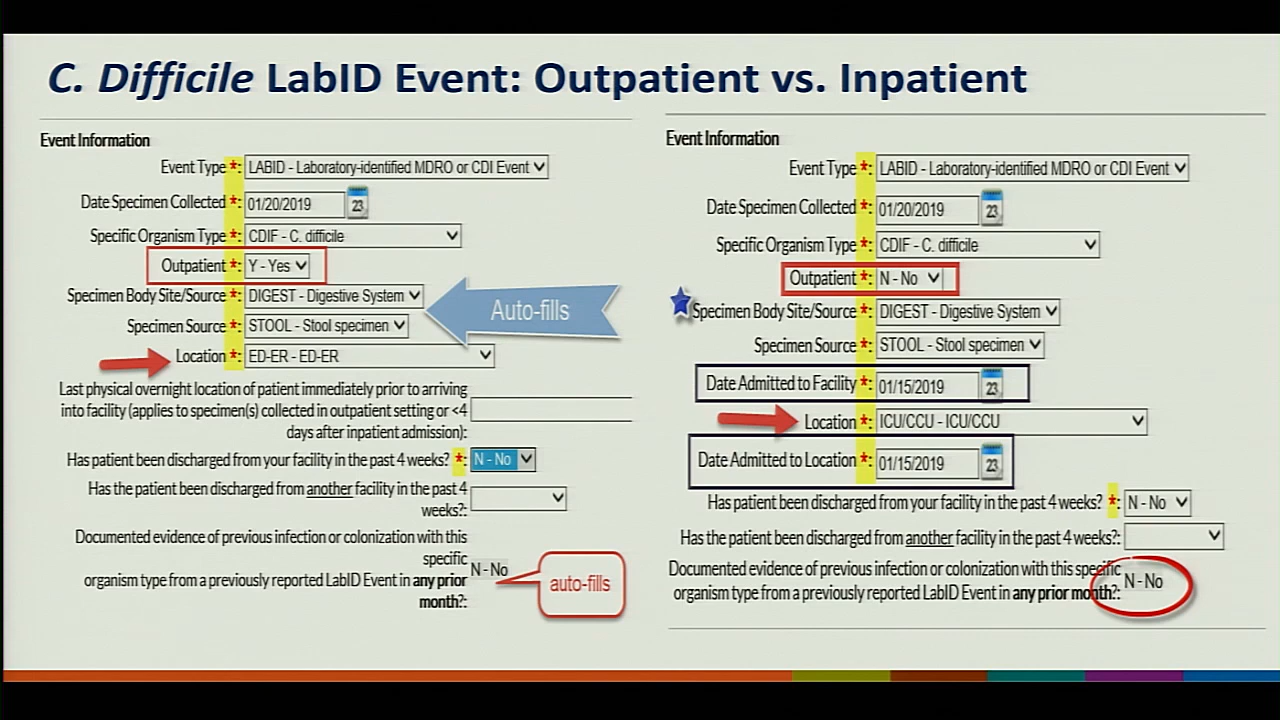 C. Difficile LabID Event: Outpatient vs. Inpatient
Event Information
Event Type *: LABID - Laboratory-identified MDRO or CDI Event
Date Specimen Collected *: 01/20/2019 23
Specific Organism Type *: CDIF - C. difficile
Outpatient *: Y - Yes
Specimen Body Site/Source *: DIGEST - Digestive System
Auto-fills
Specimen Source *: STOOL - Stool specimen
Location *: ED-ER - ED-ER
Last physical overnight location of patient immediately prior to arriving
into facility (applies to specimen(s) collected in outpatient setting or <4
days after inpatient admission):
Has patient been discharged from your facility in the past 4 weeks? *: N - No
Has the patient been discharged from another facility in the past 4
weeks?:
Documented evidence of previous infection or colonization with this
specific
organism type from a previously reported LabID Event in any prior
month?:
N - No
auto-fills
Event Information
Event Type *: LABID - Laboratory-identified MDRO or CDI Event
Date Specimen Collected *: 01/20/2019 23
Specific Organism Type *: CDIF - C. difficile
Outpatient *: N - No
Specimen Body Site/Source *: DIGEST - Digestive System
Specimen Source *: STOOL - Stool specimen
Date Admitted to Facility *: 01/15/2019 23
Location *: ICU/CCU - ICU/CCU
Date Admitted to Location *: 01/15/2019 23
Has patient been discharged from your facility in the past 4 weeks? *: N - No
Has the patient been discharged from another facility in the past 4 weeks?:
Documented evidence of previous infection or colonization with this specific
organism type from a previously reported LabID Event in any prior month?:
N - No